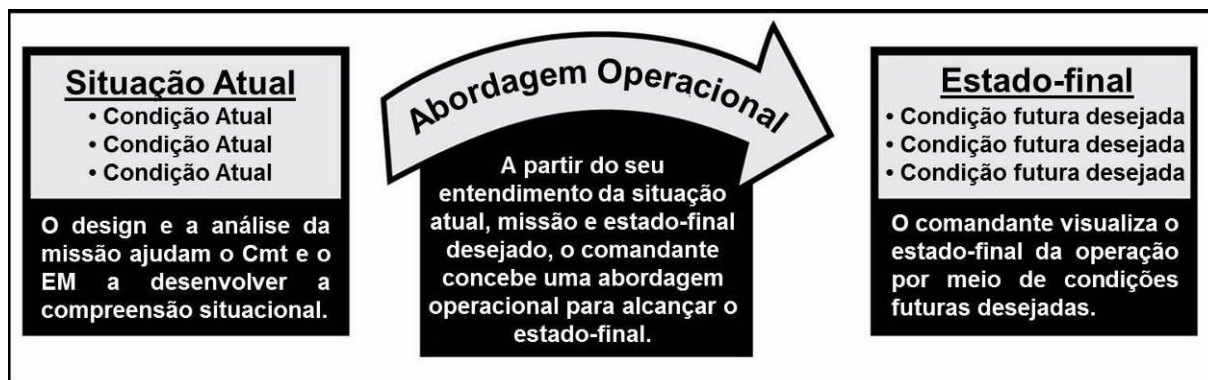 Situação Atual
• Condição Atual
• Condição Atual
• Condição Atual
O design e a análise da
missão ajudam o Cmt e o
EM a desenvolver a
compreensão situacional.
Abordagem Operacional
A partir do seu
entendimento da situação
atual, missão e estado-final
desejado, o comandante
concebe uma abordagem
operacional para alcançar o
estado-final.
Estado-final
• Condição futura desejada
• Condição futura desejada
• Condição futura desejada
O comandante visualiza o
estado-final da operação
por meio de condições
futuras desejadas.